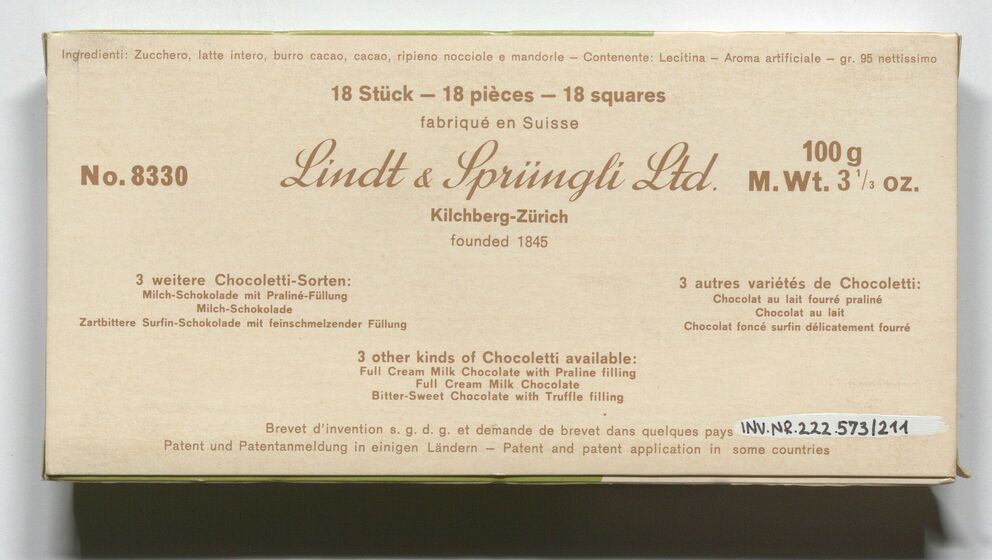 Ingredienti: Zucchero, latte intero, burro cacao, cacao, ripieno nocciole e mandorle – Contenente: Lecitina – Aroma artificiale – gr. 95 nettissimo
18 Stück – 18 pièces – 18 squares
fabriqué en Suisse
No. 8330
Lindt & Sprüngli Ltd.
100 g
M. Wt. 3 1/3 oz.
Kilchberg-Zürich
founded 1845
3 weitere Chocoletti-Sorten:
Milch-Schokolade mit Praliné-Füllung
Milch-Schokolade
Zartbittere Surfin-Schokolade mit feinschmelzender Füllung
3 autres variétés de Chocoletti:
Chocolat au lait fourré praliné
Chocolat au lait
Chocolat foncé surfin délicatement fourré
3 other kinds of Chocoletti available:
Full Cream Milk Chocolate with Praline filling
Full Cream Milk Chocolate
Bitter-Sweet Chocolate with Truffle filling
Brevet d'invention s. g. d. g. et demande de brevet dans quelques pays
INV.NR.222.573/211
Patent und Patentanmeldung in einigen Ländern – Patent and patent application in some countries